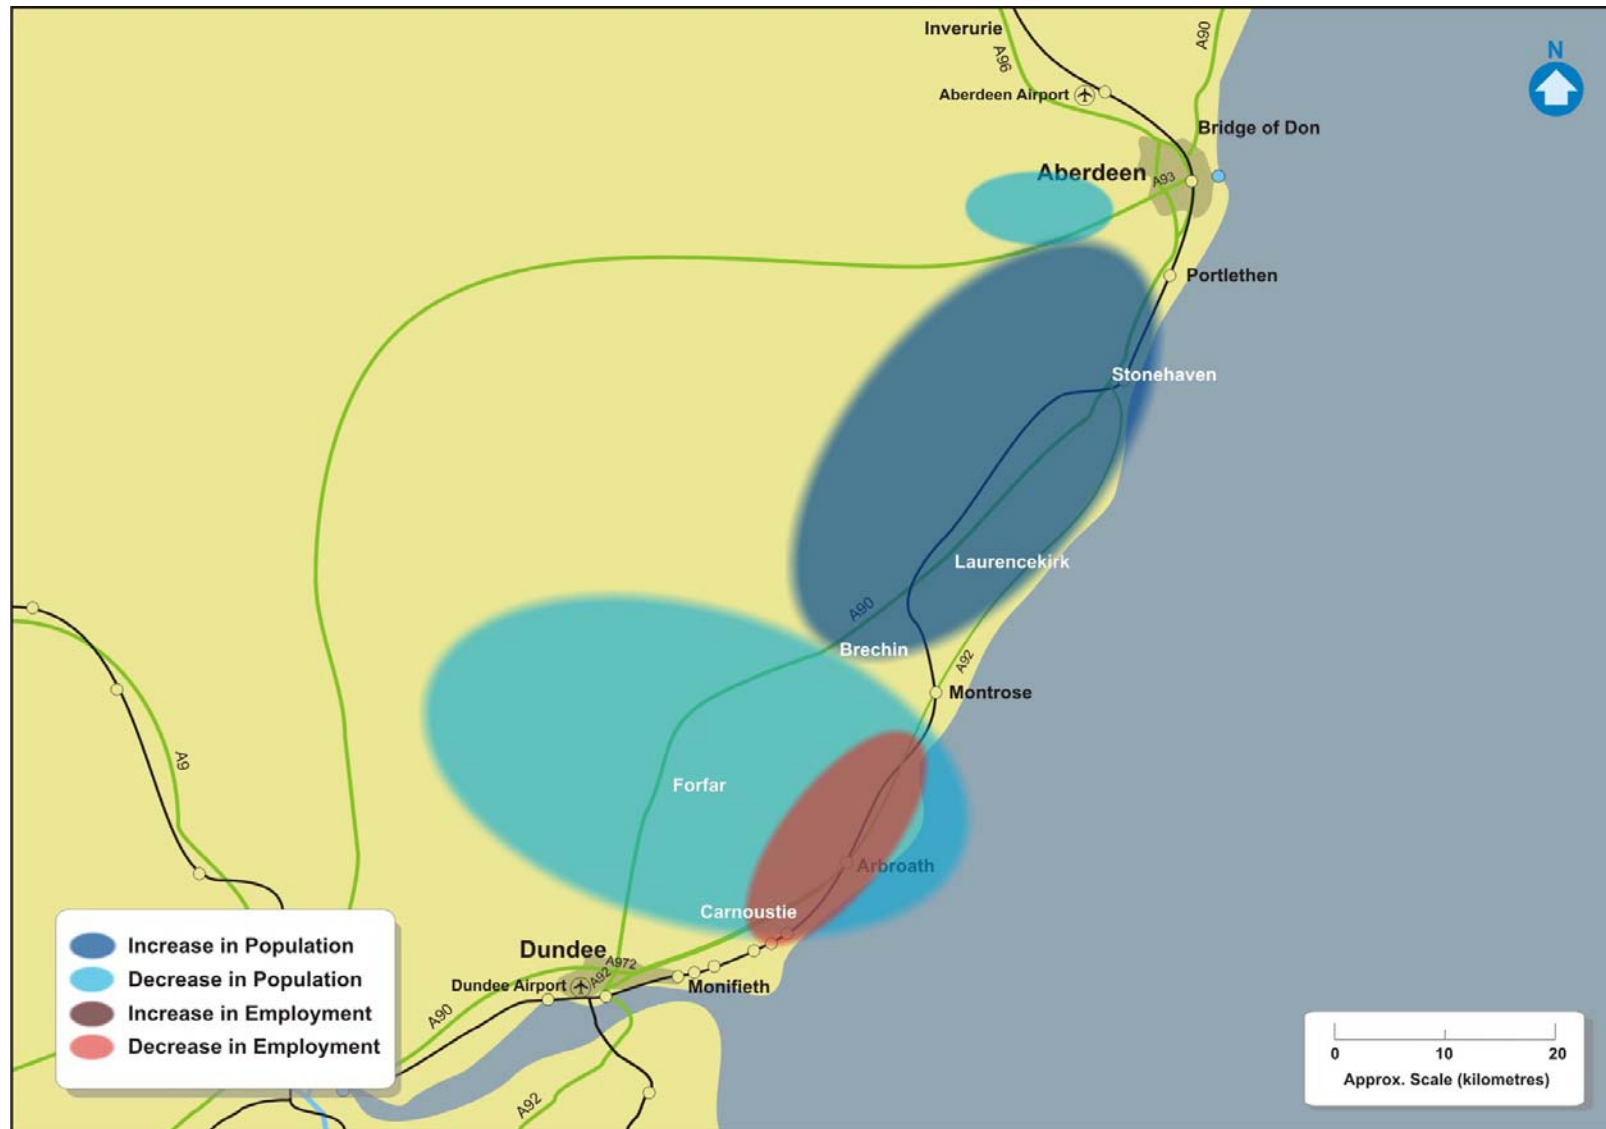 Inverurie
A96
A90
N
Aberdeen Airport
Bridge of Don
Aberdeen
A93
Portlethen
Stonehaven
Laurencekirk
A90
Brechin
A92
Montrose
A9
Forfar
Arbroath
Carnoustie
Dundee
A972
A92
Dundee Airport
Monifieth
A90
A92
Increase in Population
Decrease in Population
Increase in Employment
Decrease in Employment
0 10 20
Approx. Scale (kilometres)